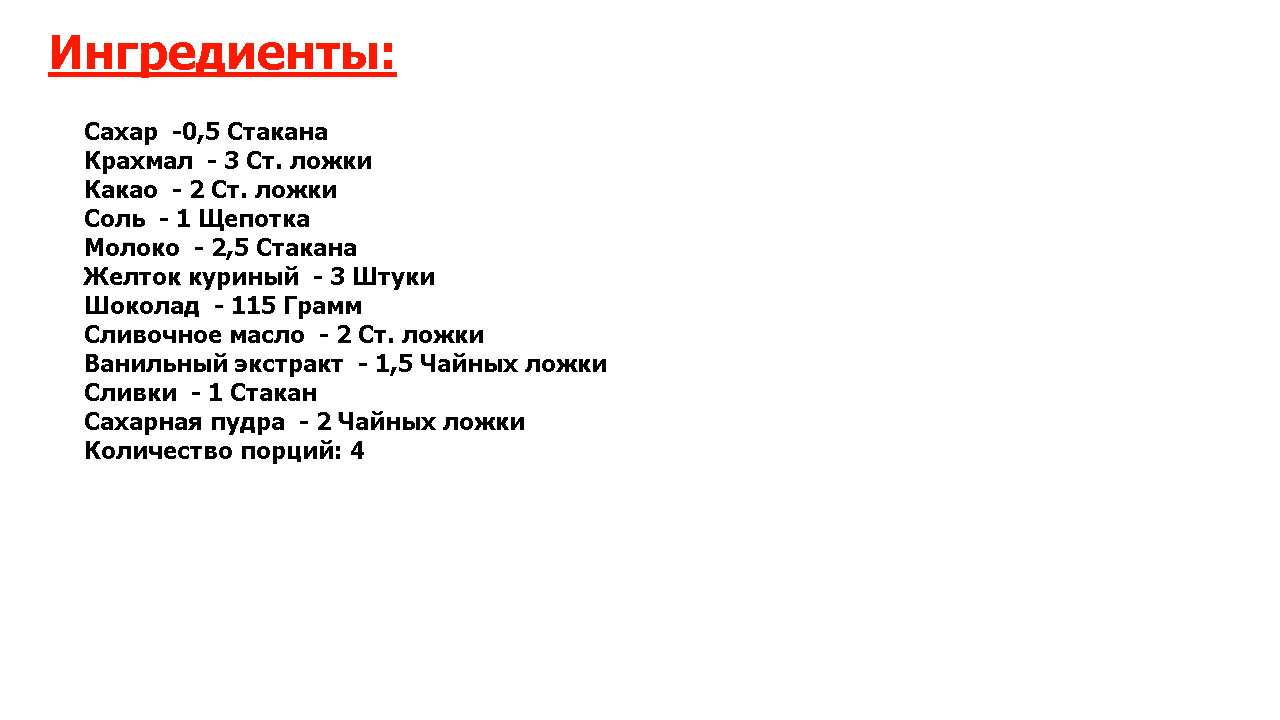 Ингредиенты:
Сахар  -0,5 Стакана
Крахмал  - 3 Ст. ложки
Какао  - 2 Ст. ложки
Соль  - 1 Щепотка
Молоко  - 2,5 Стакана
Желток куриный  - 3 Штуки
Шоколад  - 115 Грамм
Сливочное масло  - 2 Ст. ложки
Ванильный экстракт  - 1,5 Чайных ложки
Сливки  - 1 Стакан
Сахарная пудра  - 2 Чайных ложки
Количество порций: 4